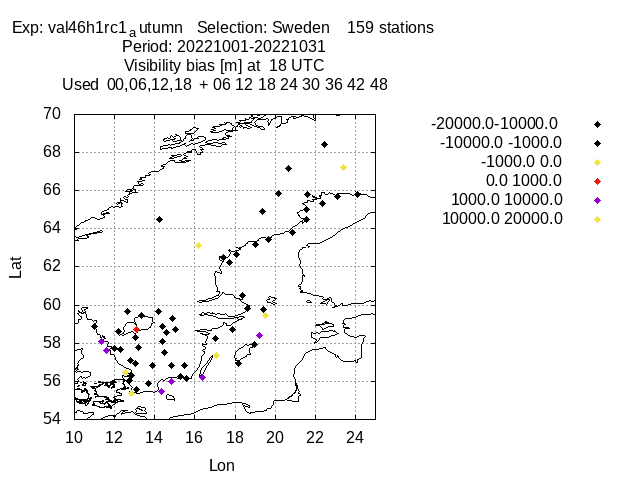 Exp: val46h1rc1a utumn   Selection: Sweden    159 stations
Period: 20221001-20221031
Visibility bias [m] at  18 UTC
Used  00,06,12,18  + 06 12  18 24 30  36 42  48
-20000.0-10000.0
-10000.0 -1000.0
-1000.0 0.0
0.0 1000.0
1000.0 10000.0
10000.0 20000.0
70
68
66
64
62
60
58
56
54
Lat
10 12 14 16 18 20 22 24
Lon